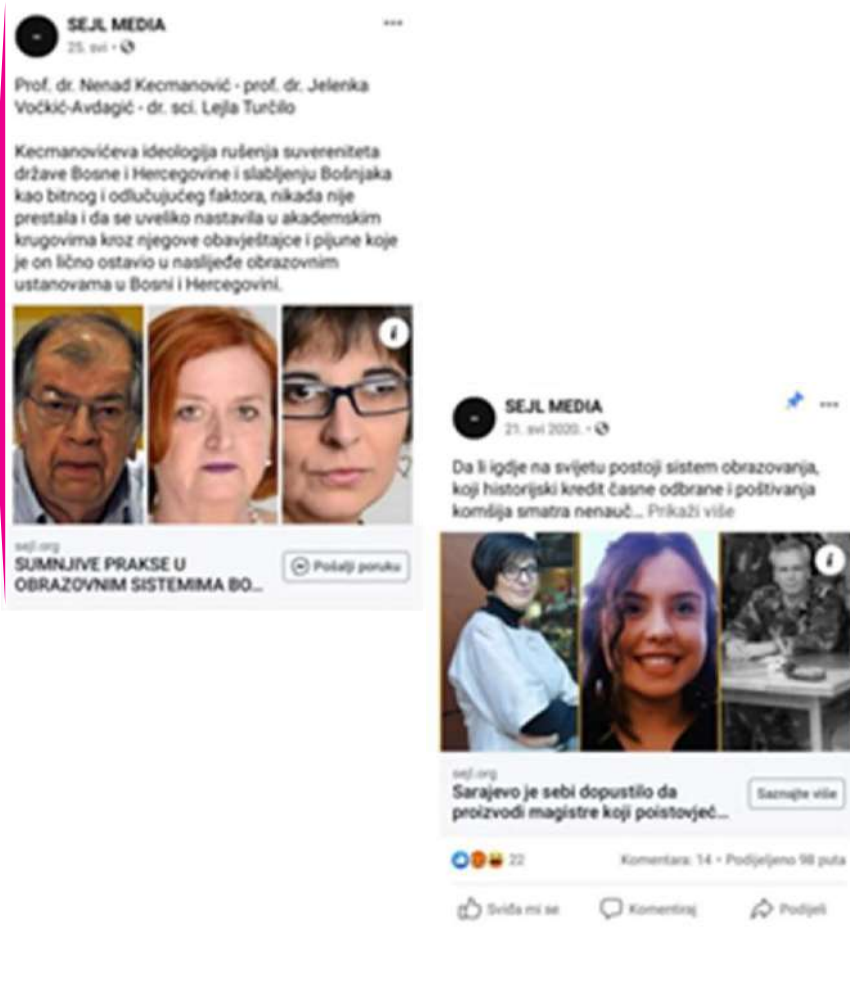 SEJL MEDIA
25. svi •
Prof. dr. Nenad Kecmanović - prof. dr. Jelenka
Vočkić-Avdagić - dr. sci. Lejla Turčilo
Kecmanovićeva ideologija rušenja suvereniteta
države Bosne i Hercegovine i slabljenju Bošnjaka
kao bitnog i odlučujućeg faktora, nikada nije
prestala i da se uveliko nastavila u akademskim
krugovima kroz njegove obavještajce i pijune koje
je on lično ostavio u naslijeđe obrazovnim
ustanovama u Bosni i Hercegovini.
sejl.org
SUMNJIVE PRAKSE U
OBRAZOVNIM SISTEMIMA BO...
Pošalji poruku
SEJL MEDIA
21. svi 2020. •
Da li igdje na svijetu postoji sistem obrazovanja,
koji historijski kredit časne odbrane i poštivanja
komšija smatra nenauč... Prikaži više
sejl.org
Sarajevo je sebi dopustilo da
proizvodi magistre koji poistovjeć...
Saznajte više
22
Komentara: 14 • Podijeljeno 98 puta
Sviđa mi se
Komentiraj
Podijeli